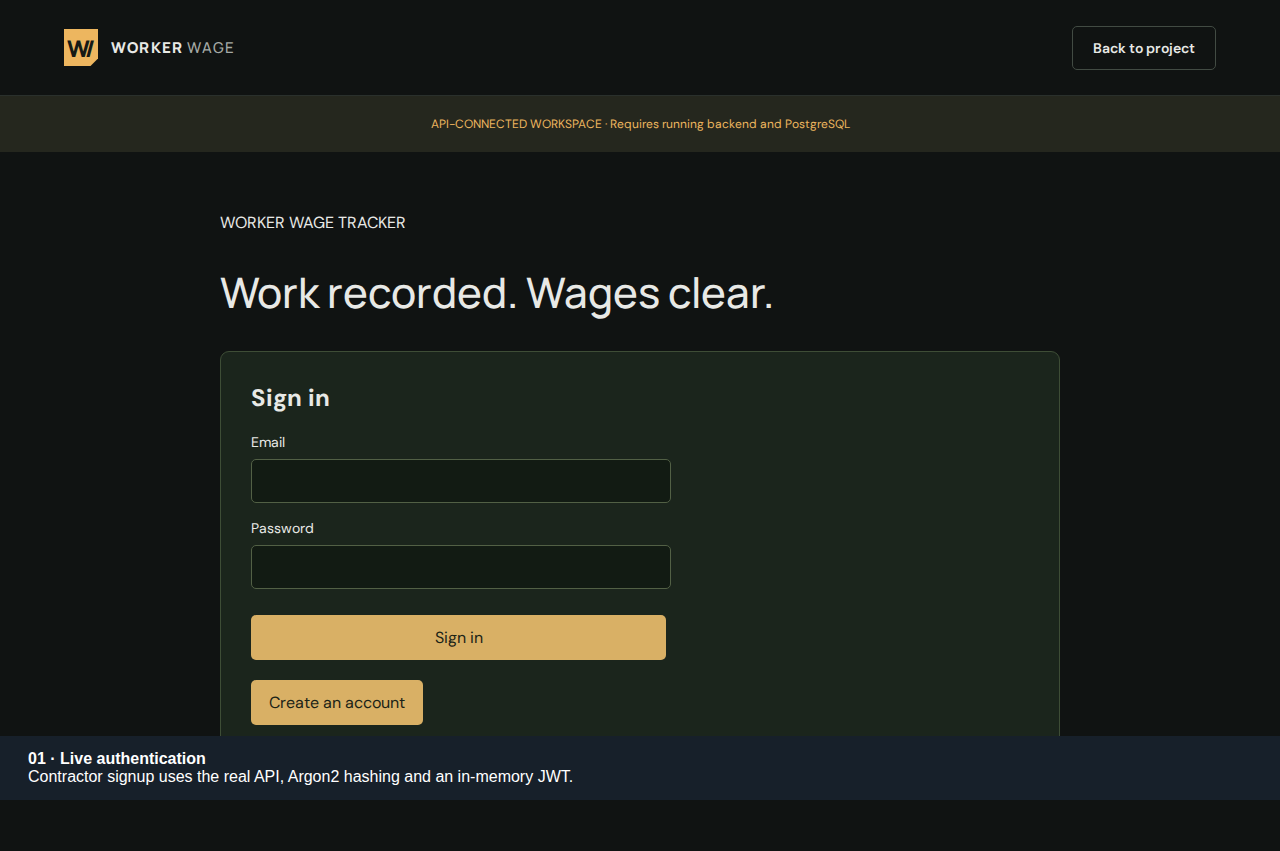 W/ WORKER WAGE
Back to project
API-CONNECTED WORKSPACE · Requires running backend and PostgreSQL
WORKER WAGE TRACKER
Work recorded. Wages clear.
Sign in
Email
Password
Sign in
Create an account
01 · Live authentication
Contractor signup uses the real API, Argon2 hashing and an in-memory JWT.